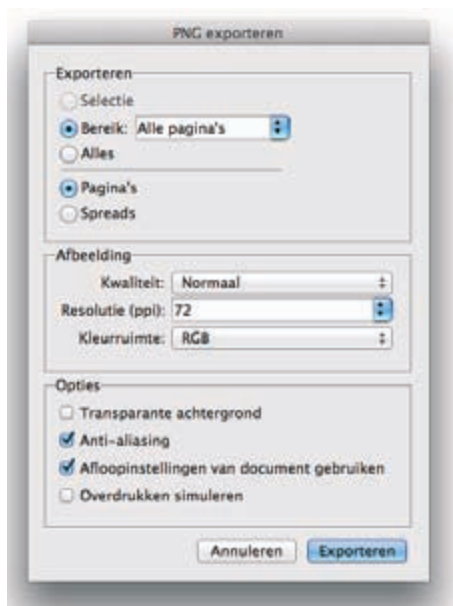 PNG exporteren
Exporteren
Selectie
Bereik: Alle pagina's
Alles
Pagina's
Spreads
Afbeelding
Kwaliteit: Normaal
Resolutie (ppi): 72
Kleurruimte: RGB
Opties
Transparante achtergrond
Anti-aliasing
Afloopinstellingen van document gebruiken
Overdrukken simuleren
Annuleren Exporteren